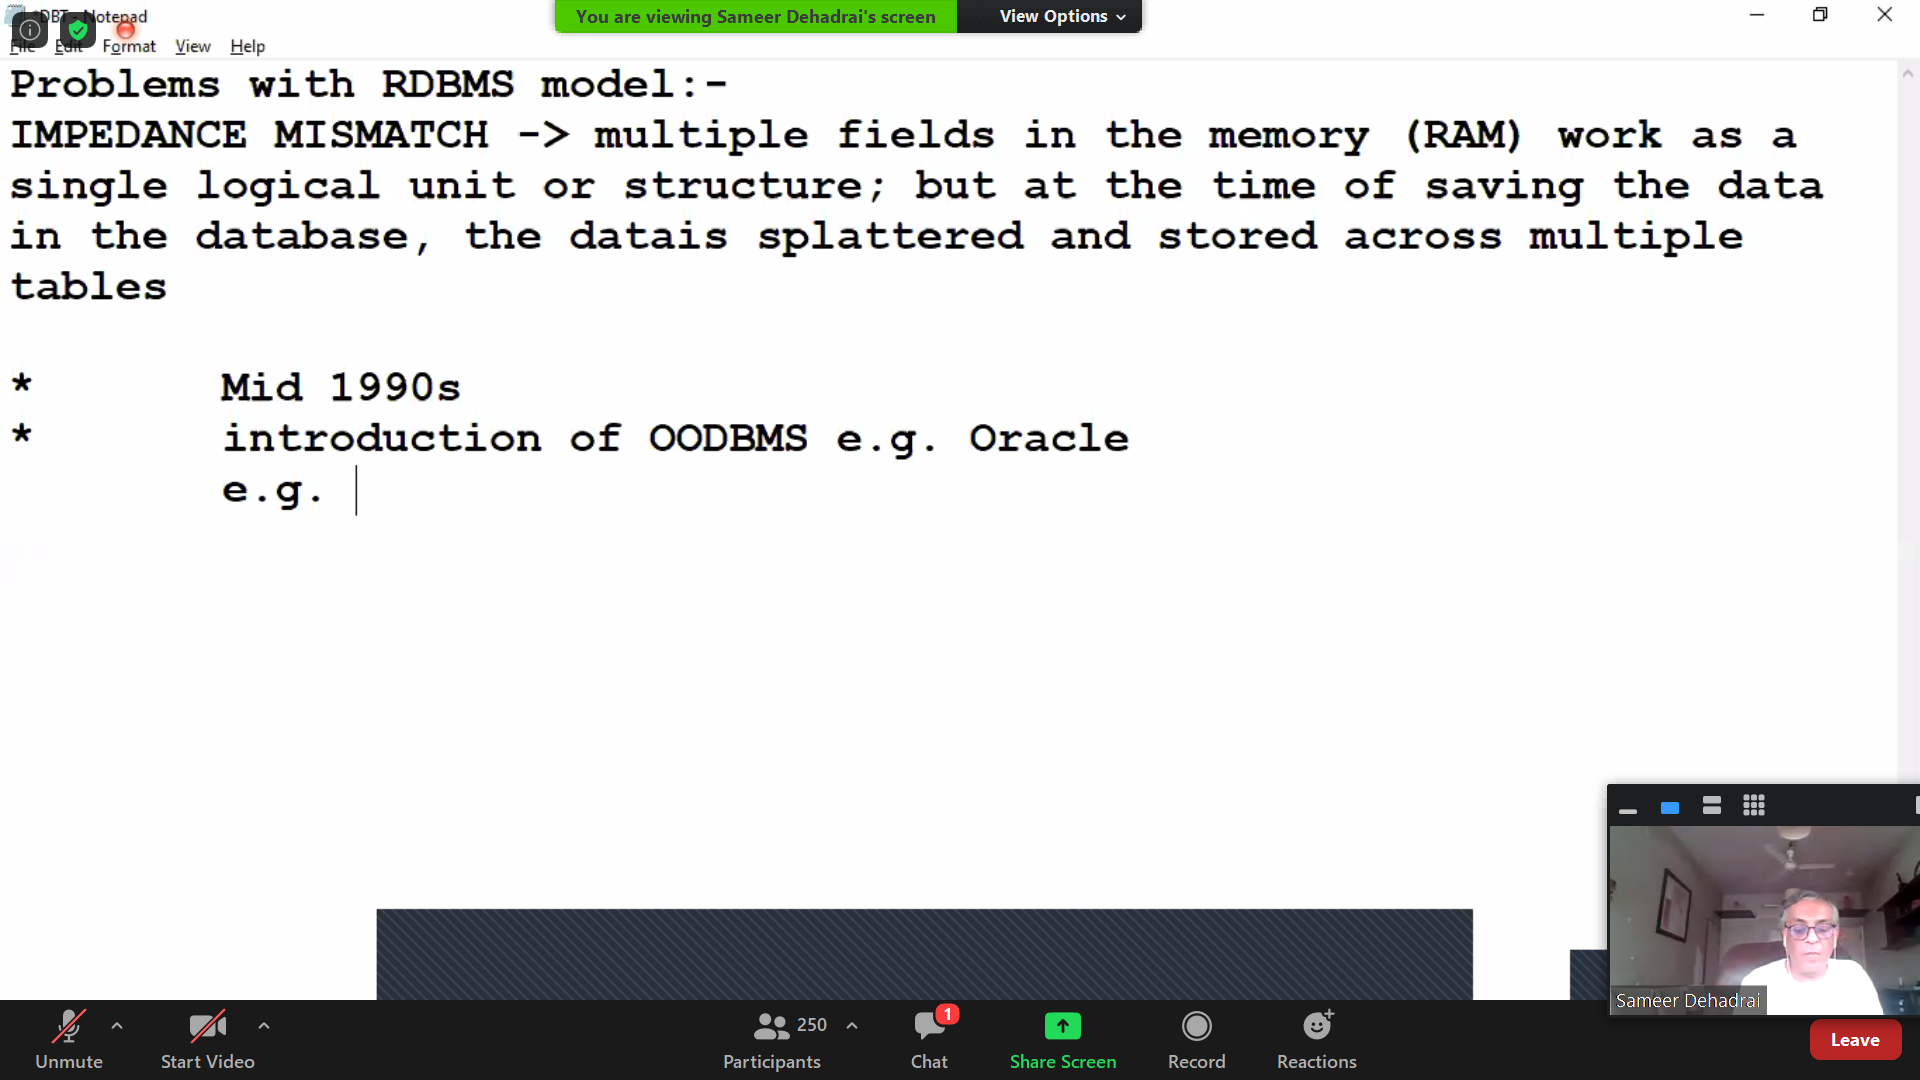 *DBT - Notepad
You are viewing Sameer Dehadrai's screen
View Options
File Edit Format View Help
Problems with RDBMS model:-
IMPEDANCE MISMATCH -> multiple fields in the memory (RAM) work as a
single logical unit or structure; but at the time of saving the data
in the database, the datais splattered and stored across multiple
tables
* Mid 1990s
* introduction of OODBMS e.g. Oracle
e.g.
Sameer Dehadrai
Unmute
Start Video
250
Participants
1
Chat
Share Screen
Record
Reactions
Leave